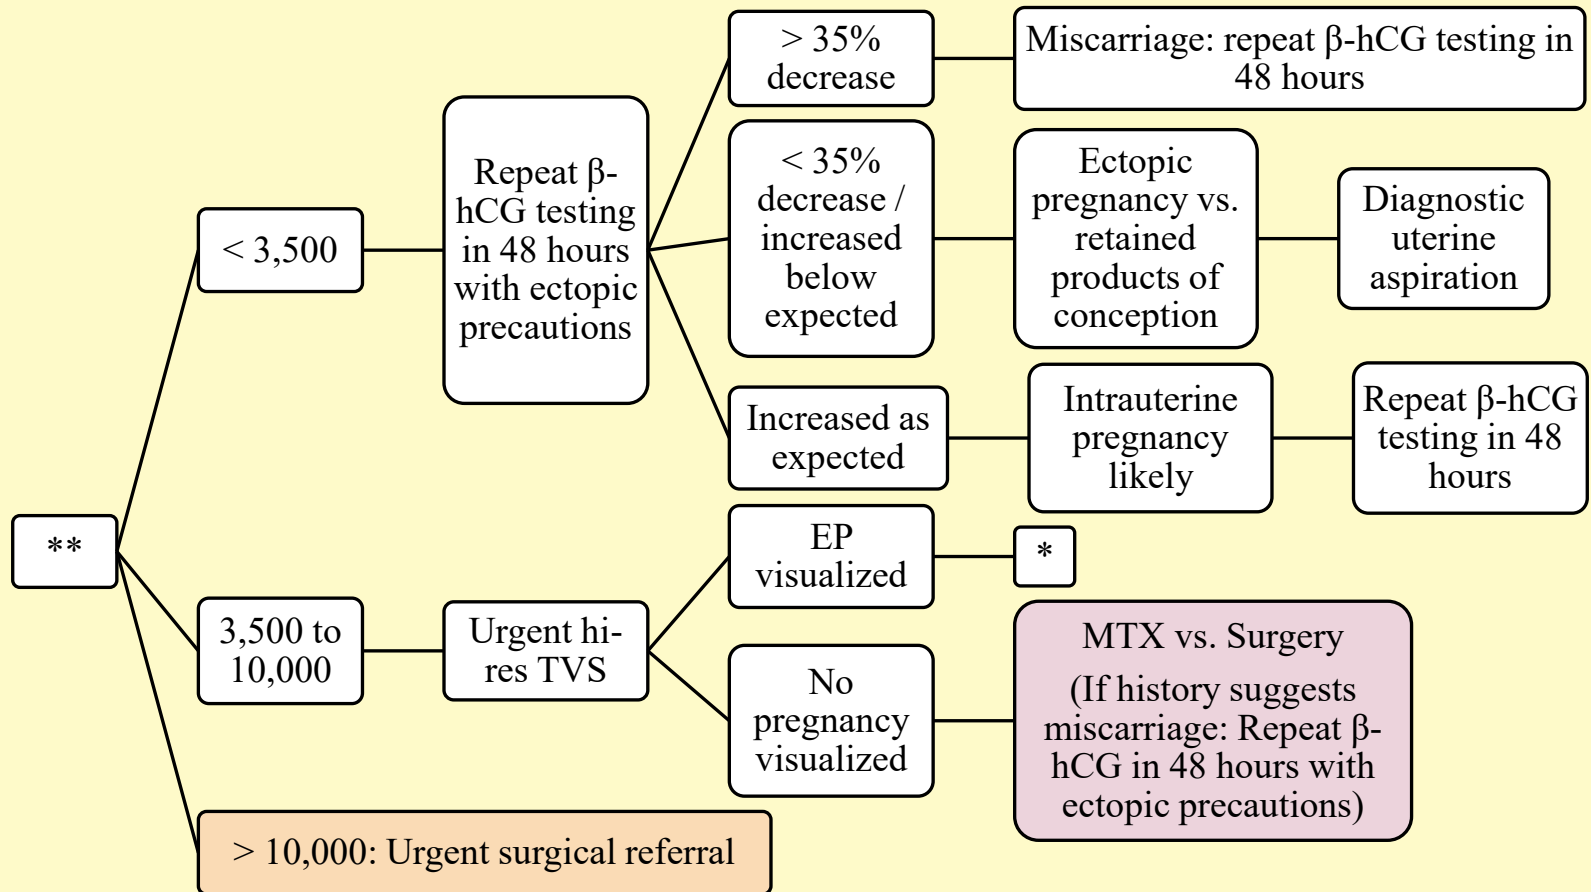 **
< 3,500
Repeat β-
hCG testing
in 48 hours
with ectopic
precautions
> 35%
decrease
Miscarriage: repeat β-hCG testing in
48 hours
< 35%
decrease /
increased
below
expected
Ectopic
pregnancy vs.
retained
products of
conception
Diagnostic
uterine
aspiration
Increased as
expected
Intrauterine
pregnancy
likely
Repeat β-hCG
testing in 48
hours
3,500 to
10,000
Urgent hi-
res TVS
EP
visualized
*
No
pregnancy
visualized
MTX vs. Surgery
(If history suggests
miscarriage: Repeat β-
hCG in 48 hours with
ectopic precautions)
> 10,000: Urgent surgical referral